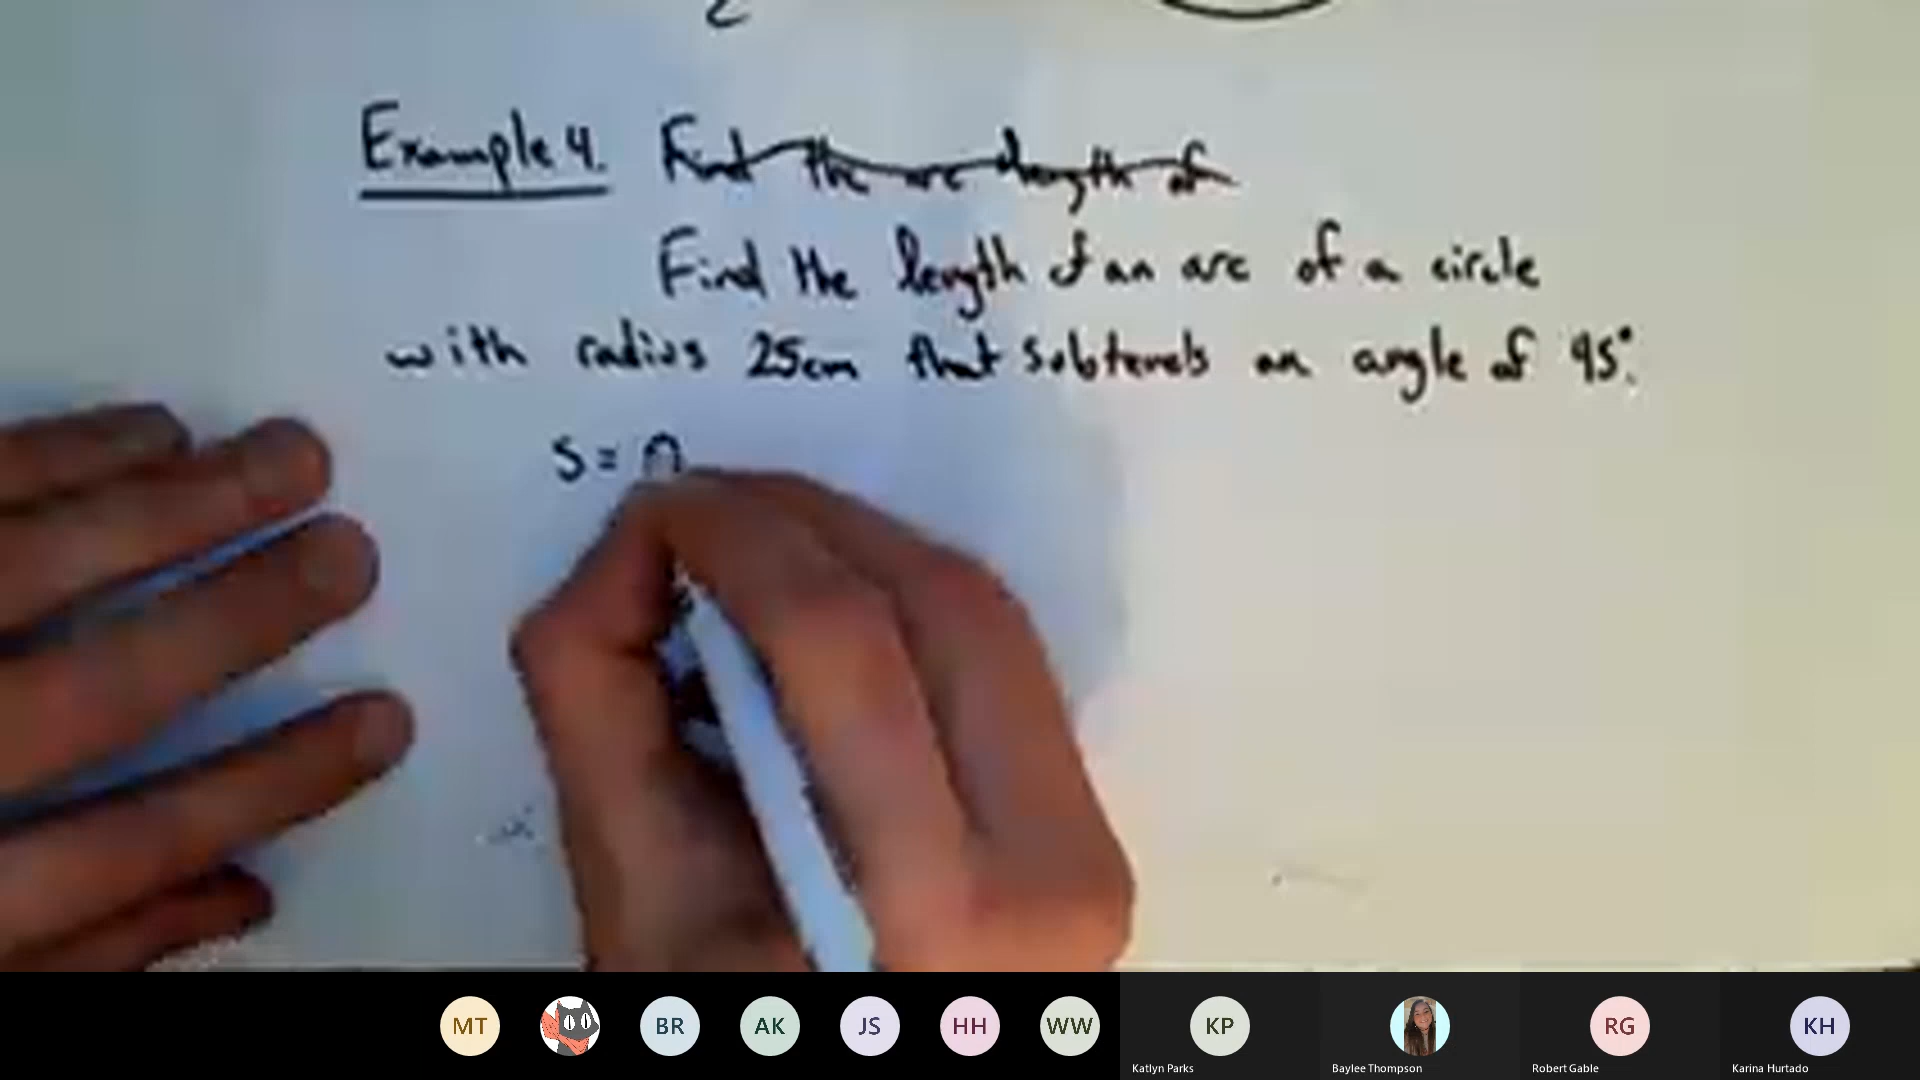 Example 4. Find the arc length of
Find the length of an arc of a circle
with radius 25cm that subtends an angle of 95°.
S =
MT BR AK JS HH WW KP RG KH
Katlyn Parks Baylee Thompson Robert Gable Karina Hurtado